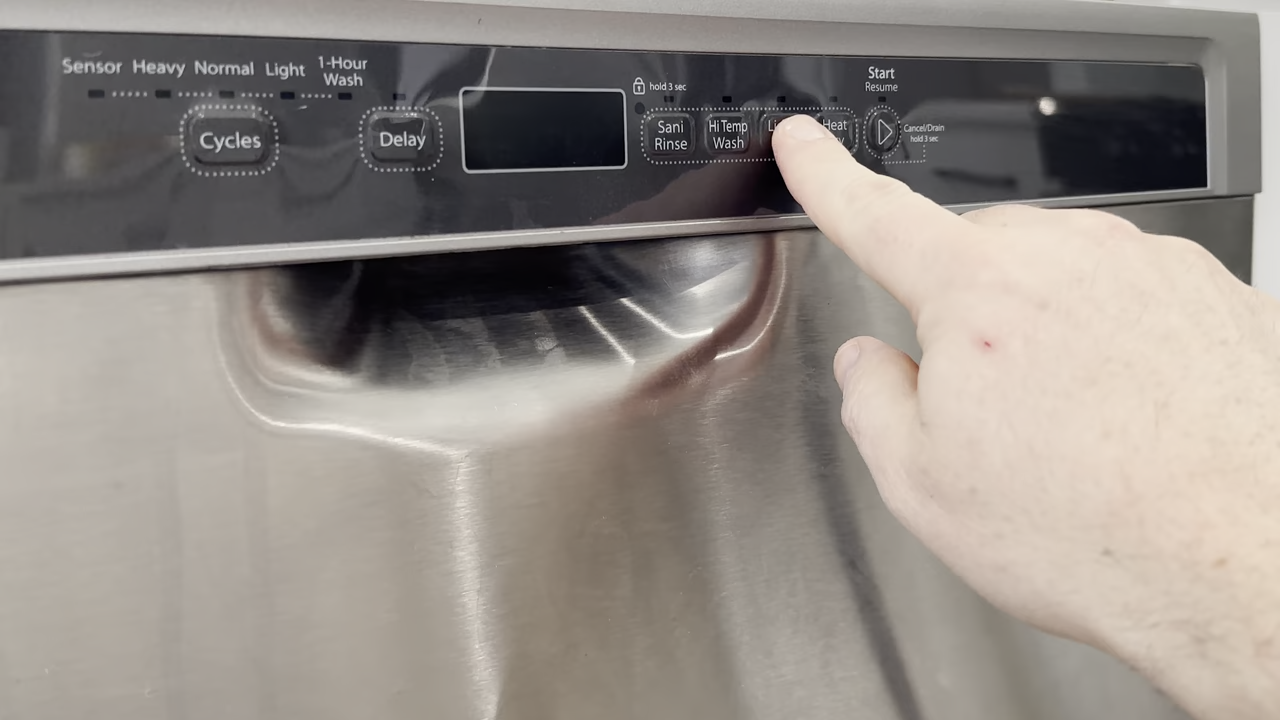 Sensor Heavy Normal Light 1-Hour
Wash
Cycles
Delay
hold 3 sec
Sani
Rinse
Hi Temp
Wash
Heat
Start
Resume
Cancel/Drain
hold 3 sec